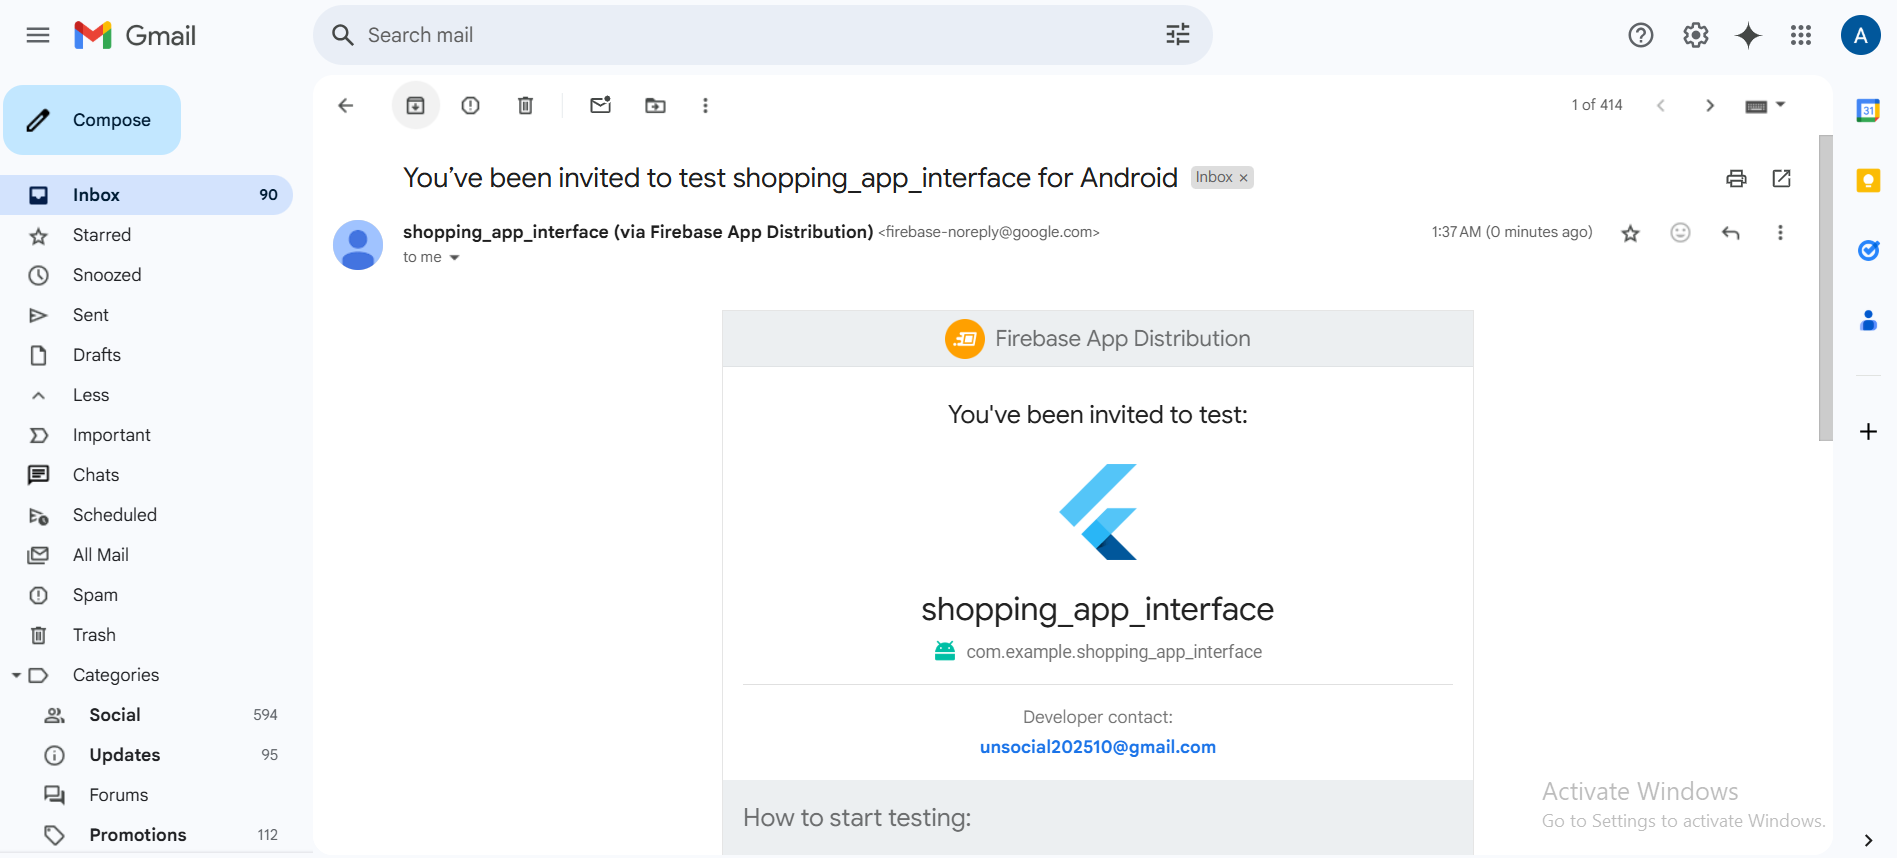 Gmail
Search mail
A
Compose
1 of 414
Inbox 90
Starred
Snoozed
Sent
Drafts
Less
Important
Chats
Scheduled
All Mail
Spam
Trash
Categories
Social 594
Updates 95
Forums
Promotions 112
You’ve been invited to test shopping_app_interface for Android Inbox ×
shopping_app_interface (via Firebase App Distribution) <firebase-noreply@google.com>
1:37 AM (0 minutes ago)
to me
Firebase App Distribution
You've been invited to test:
shopping_app_interface
com.example.shopping_app_interface
Developer contact:
unsocial202510@gmail.com
How to start testing:
31
Activate Windows
Go to Settings to activate Windows.